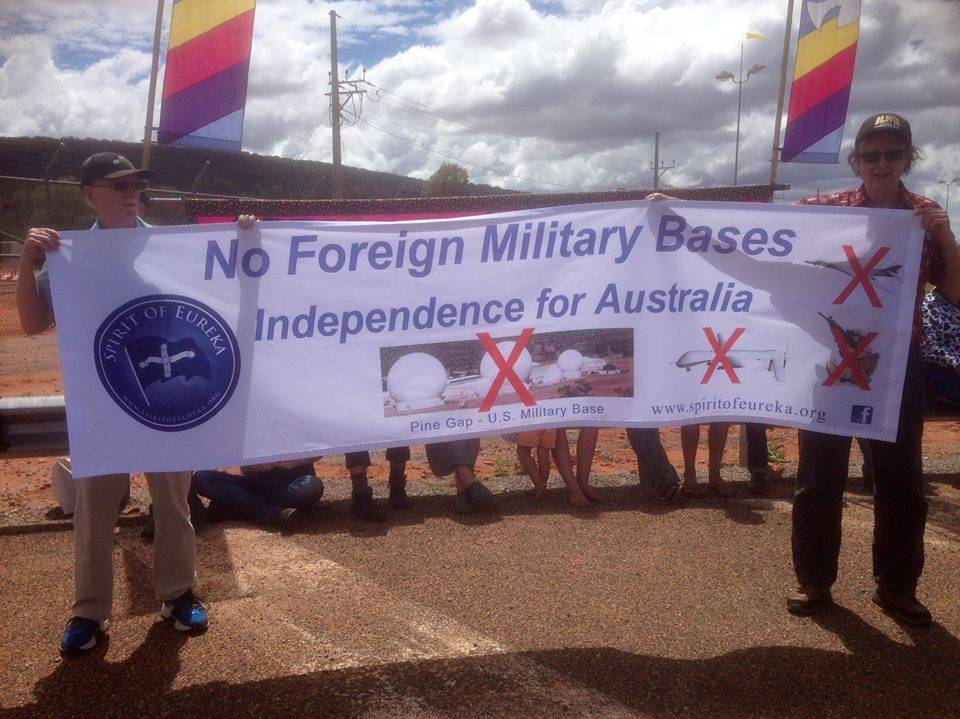 No Foreign Military Bases
Independence for Australia
SPIRIT OF EUREKA
WWW.SPIRITOFEUREKA.ORG
Pine Gap - U.S. Military Base
www.spiritofeureka.org
f